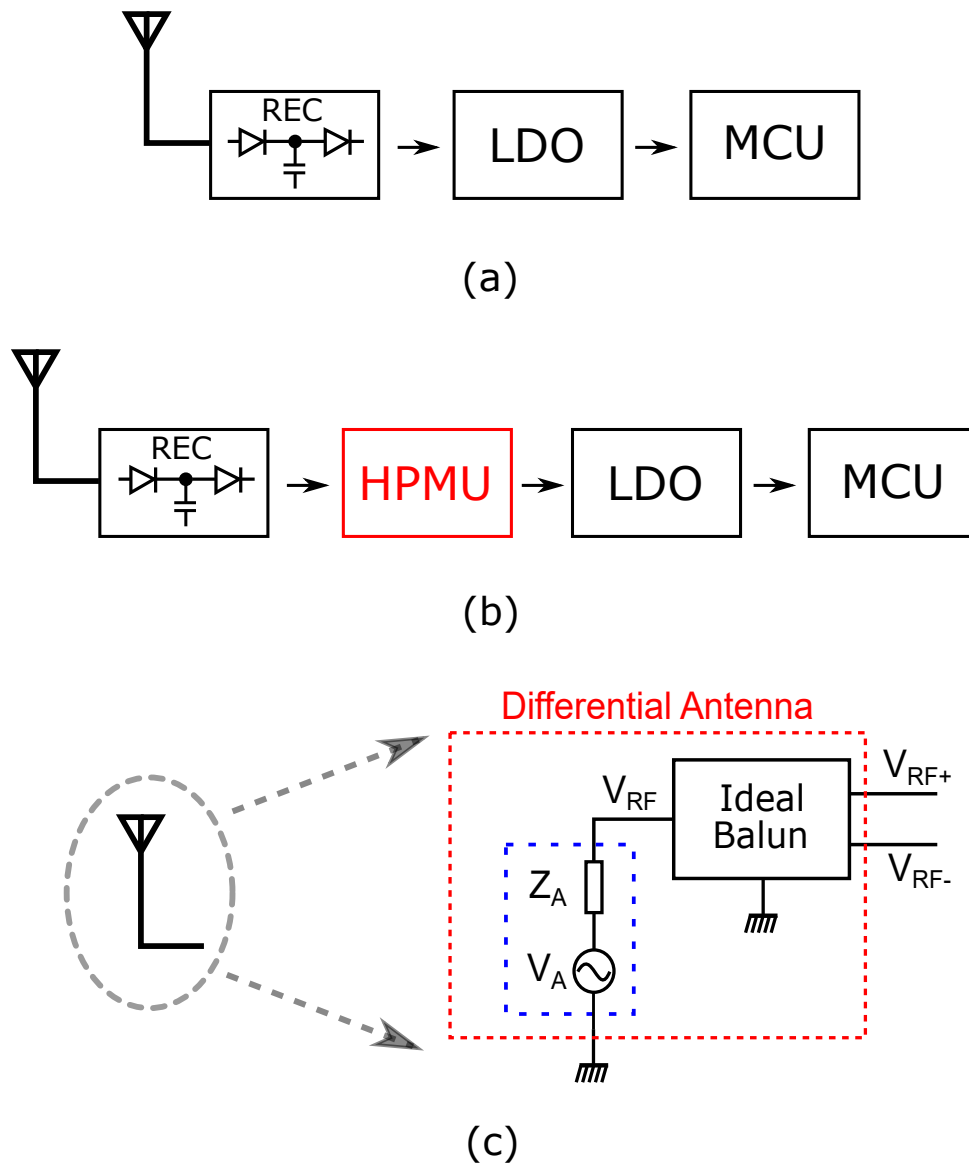 REC
LDO
MCU
(a)
REC
HPMU
LDO
MCU
(b)
Differential Antenna
V_RF
Ideal
Balun
V_RF+
V_RF-
Z_A
V_A
(c)